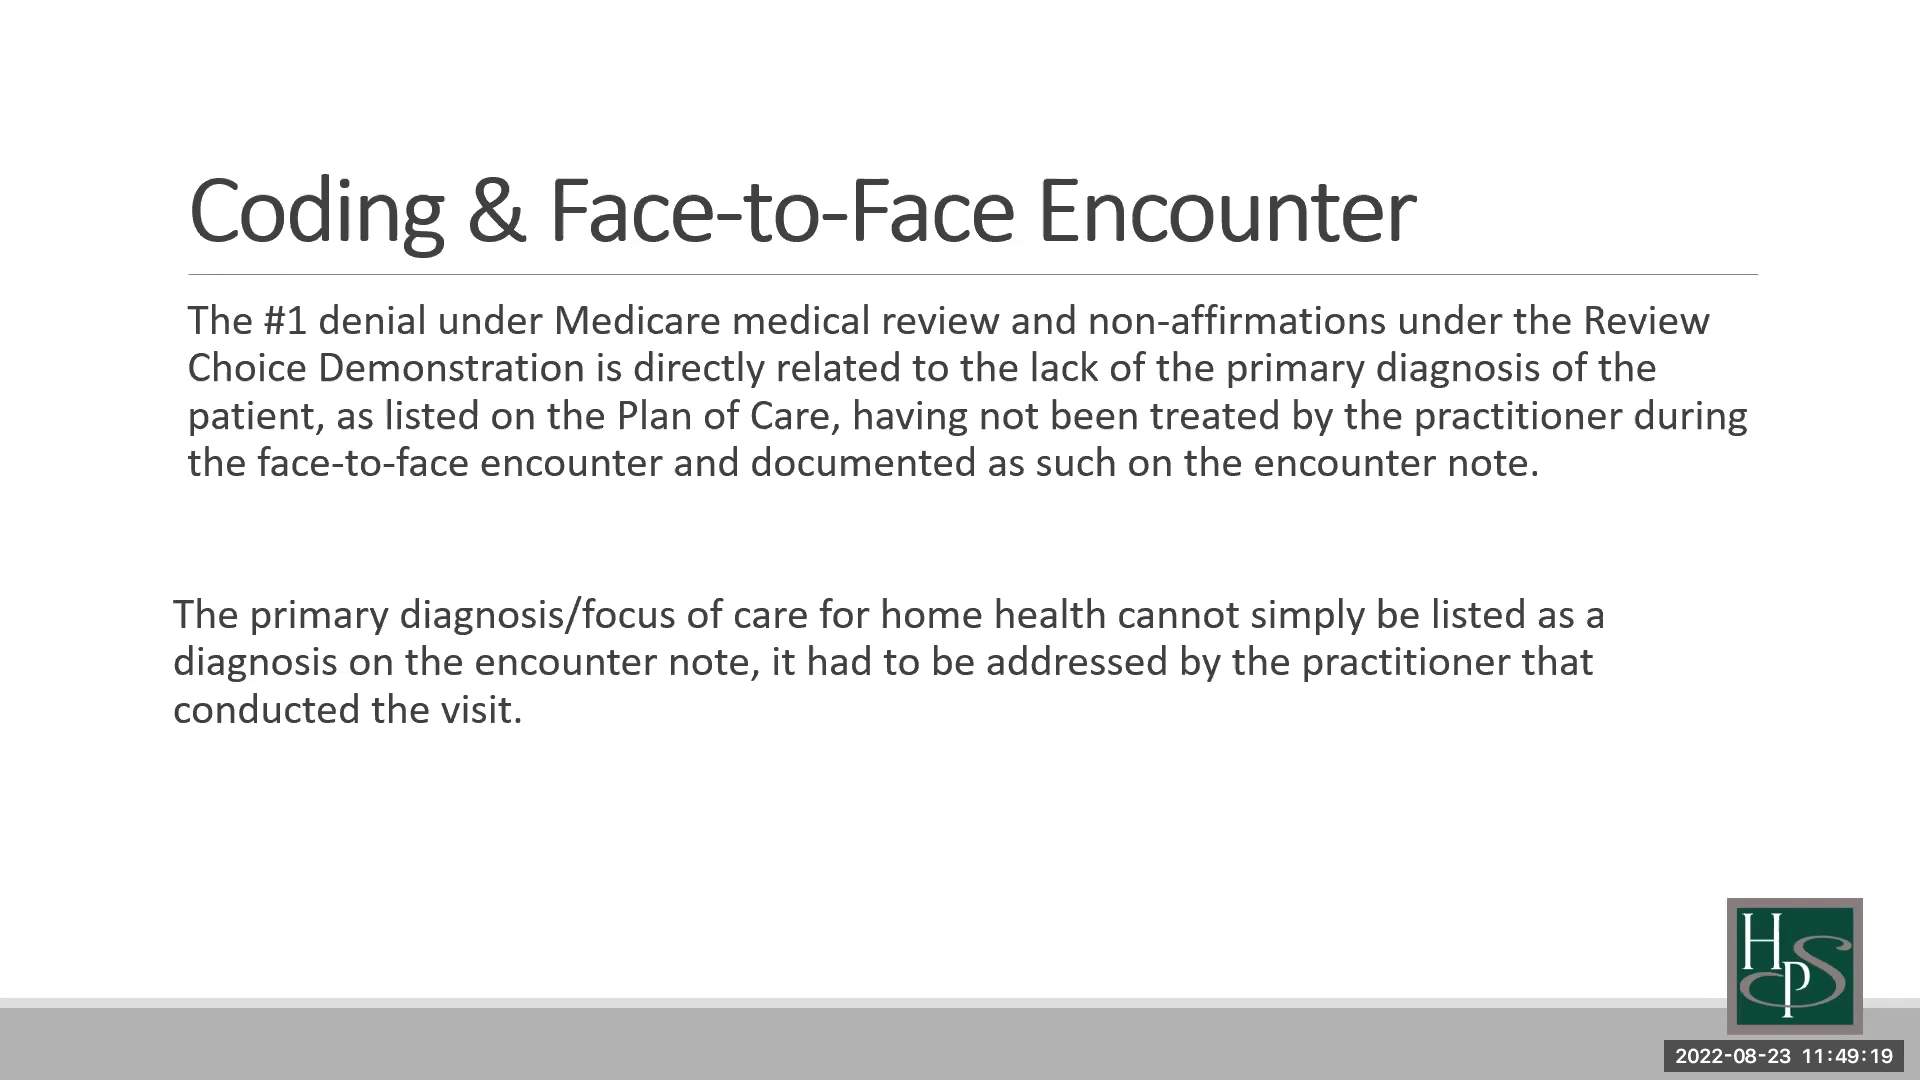 Coding & Face-to-Face Encounter
The #1 denial under Medicare medical review and non-affirmations under the Review
Choice Demonstration is directly related to the lack of the primary diagnosis of the
patient, as listed on the Plan of Care, having not been treated by the practitioner during
the face-to-face encounter and documented as such on the encounter note.
The primary diagnosis/focus of care for home health cannot simply be listed as a
diagnosis on the encounter note, it had to be addressed by the practitioner that
conducted the visit.
HPS
2022-08-23 11:49:19